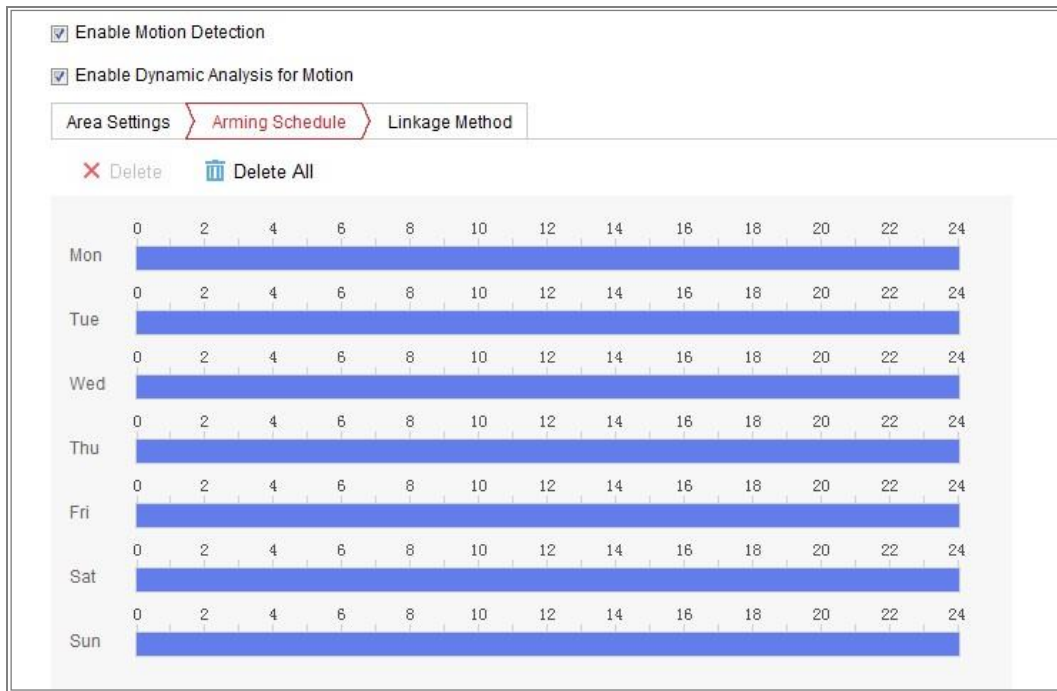 Enable Motion Detection
Enable Dynamic Analysis for Motion
Area Settings Arming Schedule Linkage Method
Delete Delete All
0 2 4 6 8 10 12 14 16 18 20 22 24
Mon
0 2 4 6 8 10 12 14 16 18 20 22 24
Tue
0 2 4 6 8 10 12 14 16 18 20 22 24
Wed
0 2 4 6 8 10 12 14 16 18 20 22 24
Thu
0 2 4 6 8 10 12 14 16 18 20 22 24
Fri
0 2 4 6 8 10 12 14 16 18 20 22 24
Sat
0 2 4 6 8 10 12 14 16 18 20 22 24
Sun